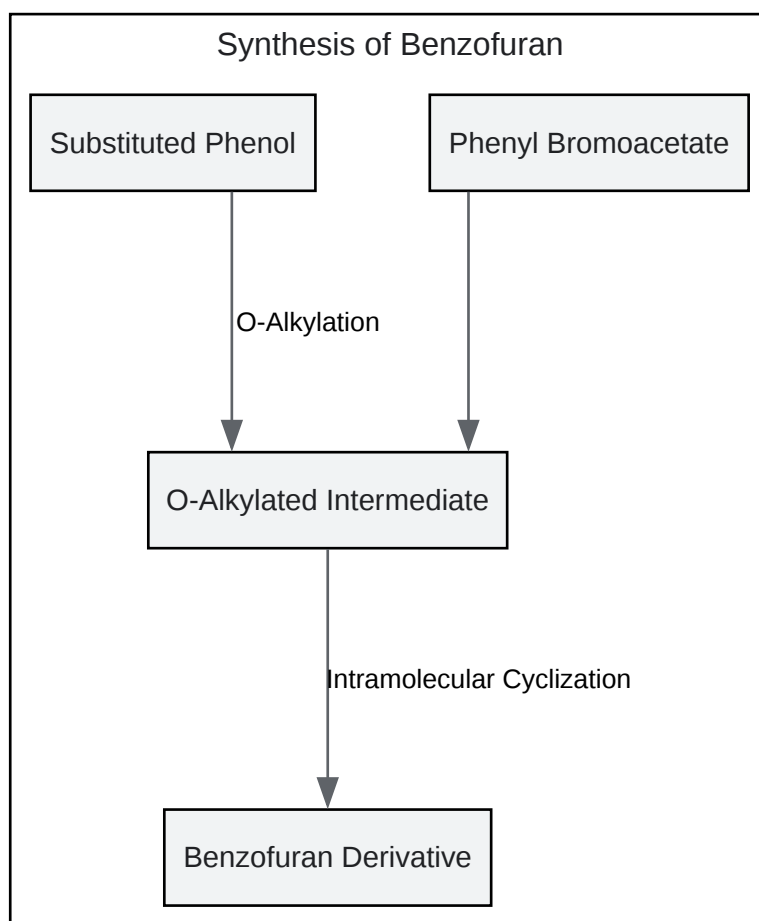 Synthesis of Benzofuran
Substituted Phenol
Phenyl Bromoacetate
O-Alkylation
O-Alkylated Intermediate
Intramolecular Cyclization
Benzofuran Derivative